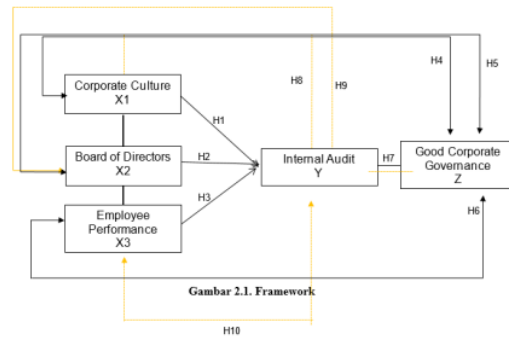 H4
H5
H8
H9
Corporate Culture
X1
H1
Board of Directors
X2
H2
Internal Audit
Y
H7
Good Corporate
Governance
Z
H3
Employee
Performance
X3
H6
Gambar 2.1. Framework
H10